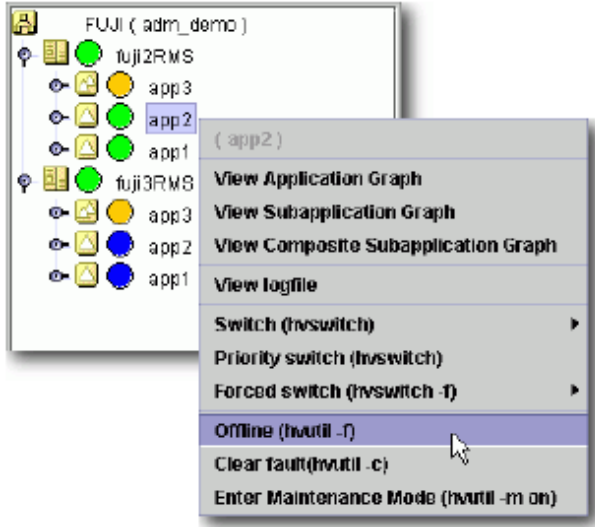 FUJI ( adm_demo )
fuji2RMS
app3
app2
app1
fuji3RMS
app3
app2
app1
( app2 )
View Application Graph
View Subapplication Graph
View Composite Subapplication Graph
View logfile
Switch (hvswitch)
Priority switch (hvswitch)
Forced switch (hvswitch -f)
Offline (hvutil -f)
Clear fault(hvutil -c)
Enter Maintenance Mode (hvutil -m on)